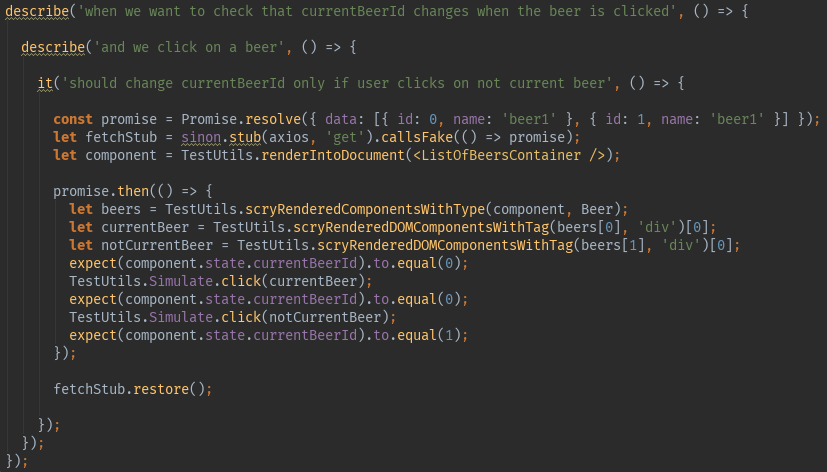 describe('when we want to check that currentBeerId changes when the beer is clicked', () => {
describe('and we click on a beer', () => {
it('should change currentBeerId only if user clicks on not current beer', () => {
const promise = Promise.resolve({ data: [{ id: 0, name: 'beer1' }, { id: 1, name: 'beer1' }] });
let fetchStub = sinon.stub(axios, 'get').callsFake(() => promise);
let component = TestUtils.renderIntoDocument(<ListOfBeersContainer />);
promise.then(() => {
let beers = TestUtils.scryRenderedComponentsWithType(component, Beer);
let currentBeer = TestUtils.scryRenderedDOMComponentsWithTag(beers[0], 'div')[0];
let notCurrentBeer = TestUtils.scryRenderedDOMComponentsWithTag(beers[1], 'div')[0];
expect(component.state.currentBeerId).to.equal(0);
TestUtils.Simulate.click(currentBeer);
expect(component.state.currentBeerId).to.equal(0);
TestUtils.Simulate.click(notCurrentBeer);
expect(component.state.currentBeerId).to.equal(1);
});
fetchStub.restore();
});
});
});